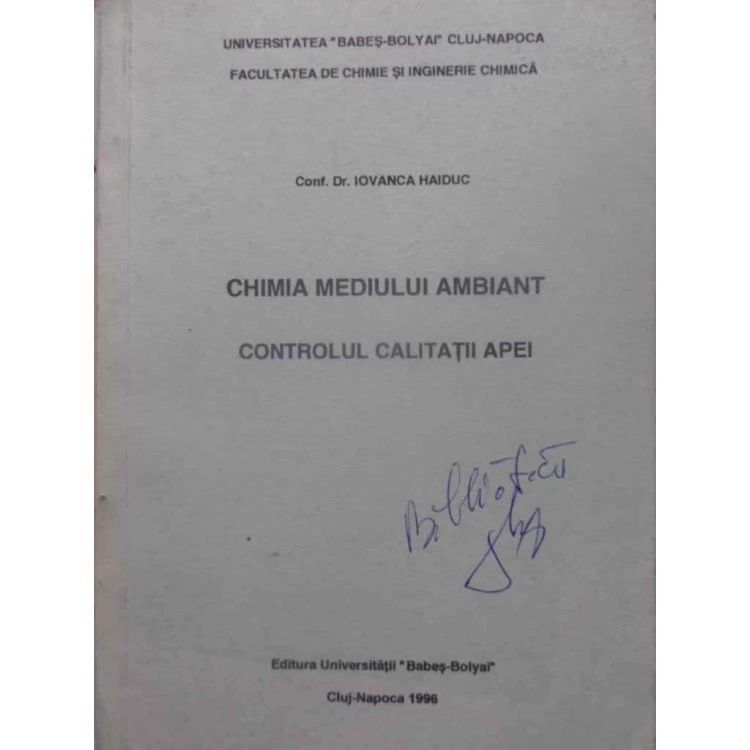 UNIVERSITATEA "BABEŞ-BOLYAI" CLUJ-NAPOCA
FACULTATEA DE CHIMIE ŞI INGINERIE CHIMICĂ
Conf. Dr. IOVANCA HAIDUC
CHIMIA MEDIULUI AMBIANT
CONTROLUL CALITAŢII APEI
Editura Universităţii "Babeş-Bolyai"
Cluj-Napoca 1996